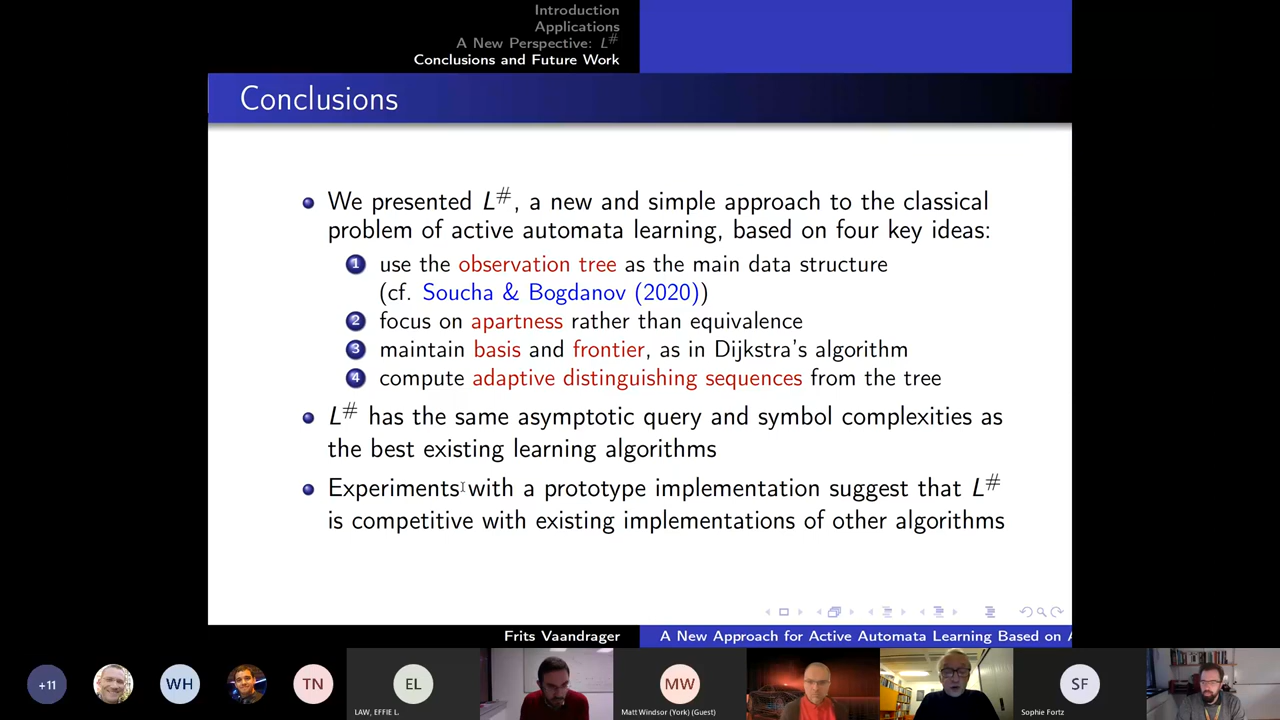 Introduction
Applications
A New Perspective: L#
Conclusions and Future Work
Conclusions
We presented L#, a new and simple approach to the classical
problem of active automata learning, based on four key ideas:
1 use the observation tree as the main data structure
(cf. Soucha & Bogdanov (2020))
2 focus on apartness rather than equivalence
3 maintain basis and frontier, as in Dijkstra's algorithm
4 compute adaptive distinguishing sequences from the tree
L# has the same asymptotic query and symbol complexities as
the best existing learning algorithms
Experiments with a prototype implementation suggest that L#
is competitive with existing implementations of other algorithms
Frits Vaandrager
A New Approach for Active Automata Learning Based on A
+11
WH
TN
EL
LAW, EFFIE L.
MW
Matt Windsor (York) (Guest)
SF
Sophie Fortz